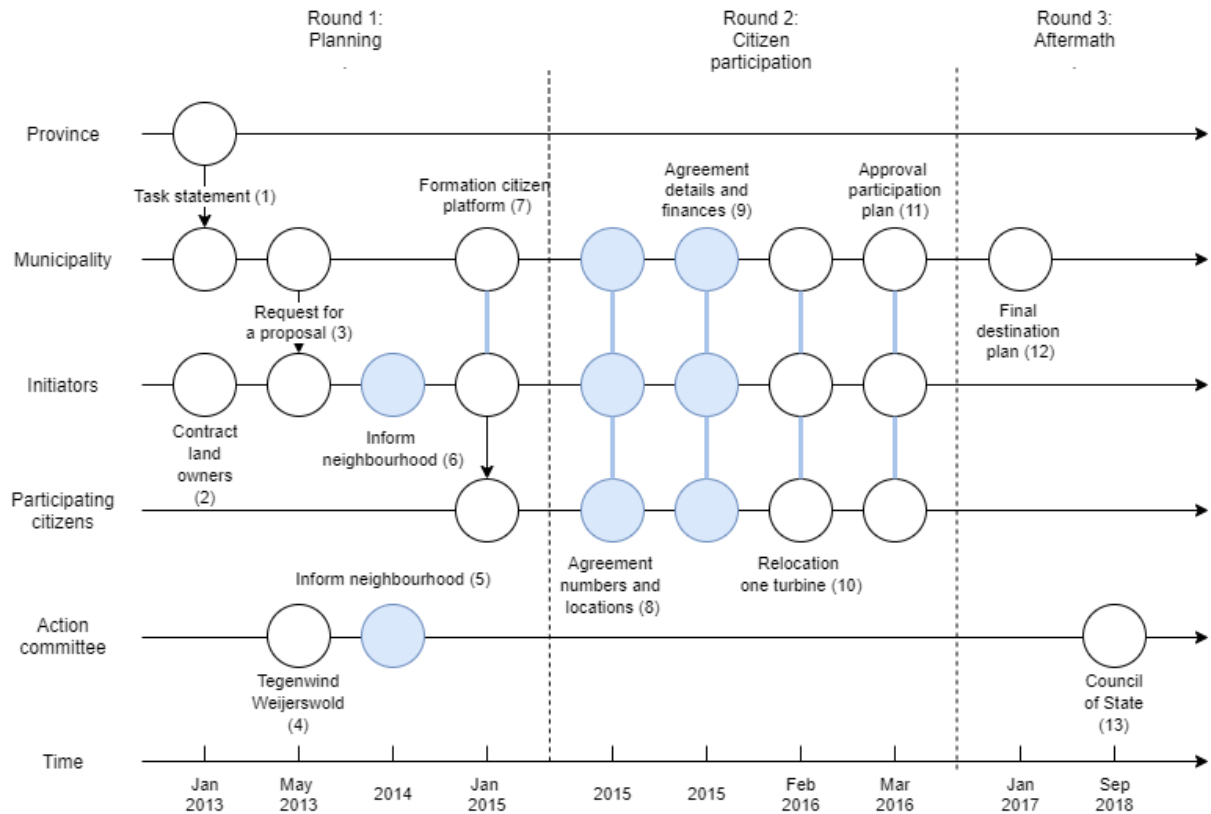 Round 1:
Planning
Round 2:
Citizen
participation
Round 3:
Aftermath
Province
Task statement (1)
Formation citizen
platform (7)
Agreement
details and
finances (9)
Approval
participation
plan (11)
Municipality
Request for
a proposal (3)
Final
destination
plan (12)
Initiators
Contract
land
owners
(2)
Inform
neighbourhood (6)
Participating
citizens
Inform neighbourhood (5)
Agreement
numbers and
locations (8)
Relocation
one turbine (10)
Action
committee
Tegenwind
Weijerswold
(4)
Council
of State
(13)
Time
Jan
2013
May
2013
2014
Jan
2015
2015
2015
Feb
2016
Mar
2016
Jan
2017
Sep
2018